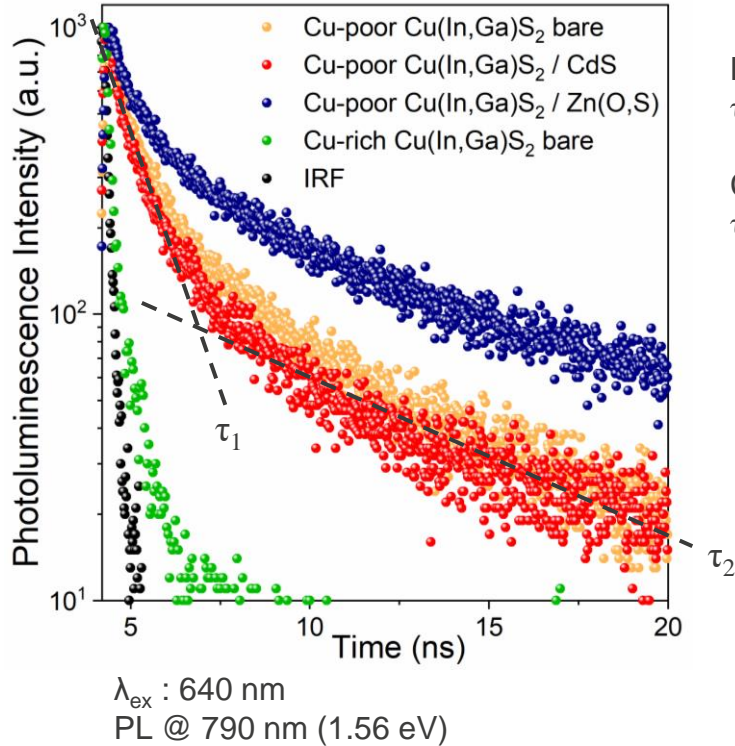 Cu-poor Cu(In,Ga)S₂ bare
Cu-poor Cu(In,Ga)S₂ / CdS
Cu-poor Cu(In,Ga)S₂ / Zn(O,S)
Cu-rich Cu(In,Ga)S₂ bare
IRF
Photoluminescence Intensity (a.u.)
10³
10²
10¹
τ₁
τ₂
5 10 15 20
Time (ns)
λex : 640 nm
PL @ 790 nm (1.56 eV)